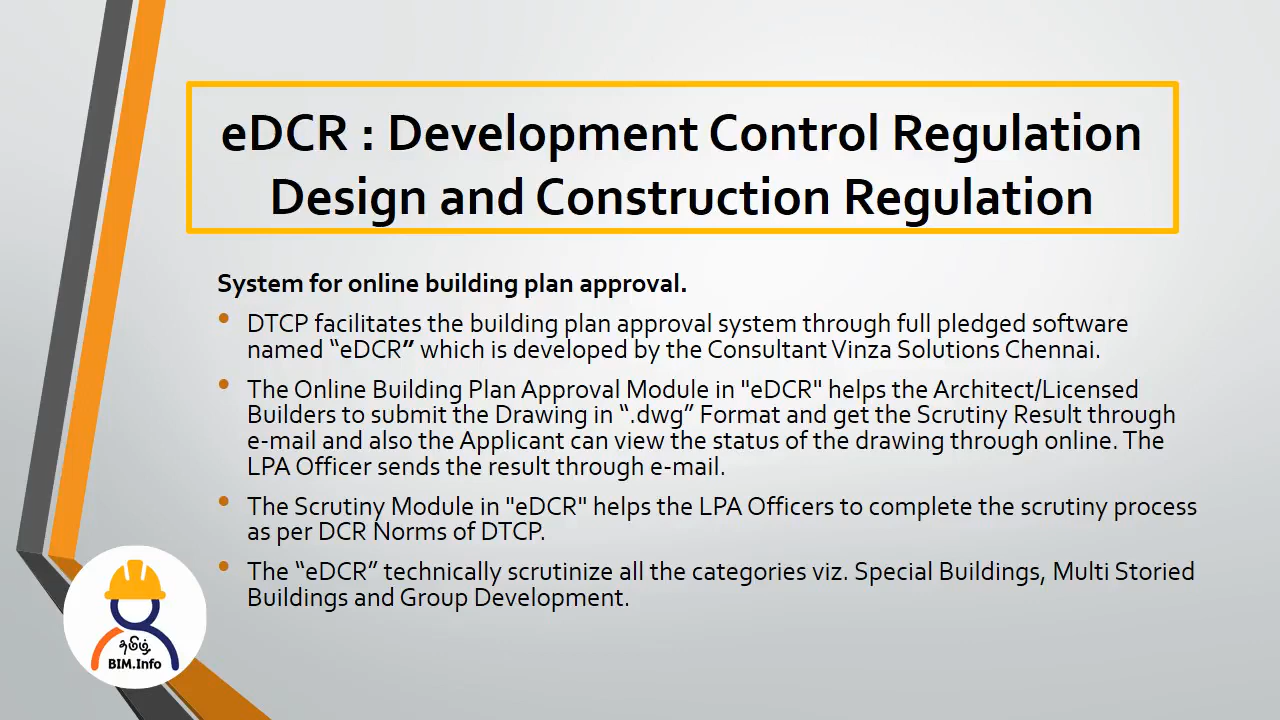 eDCR : Development Control Regulation
Design and Construction Regulation
System for online building plan approval.
• DTCP facilitates the building plan approval system through full pledged software
named “eDCR” which is developed by the Consultant Vinza Solutions Chennai.
• The Online Building Plan Approval Module in "eDCR" helps the Architect/Licensed
Builders to submit the Drawing in “.dwg” Format and get the Scrutiny Result through
e-mail and also the Applicant can view the status of the drawing through online. The
LPA Officer sends the result through e-mail.
• The Scrutiny Module in "eDCR" helps the LPA Officers to complete the scrutiny process
as per DCR Norms of DTCP.
• The “eDCR” technically scrutinize all the categories viz. Special Buildings, Multi Storied
Buildings and Group Development.
தமிழ்
BIM.Info